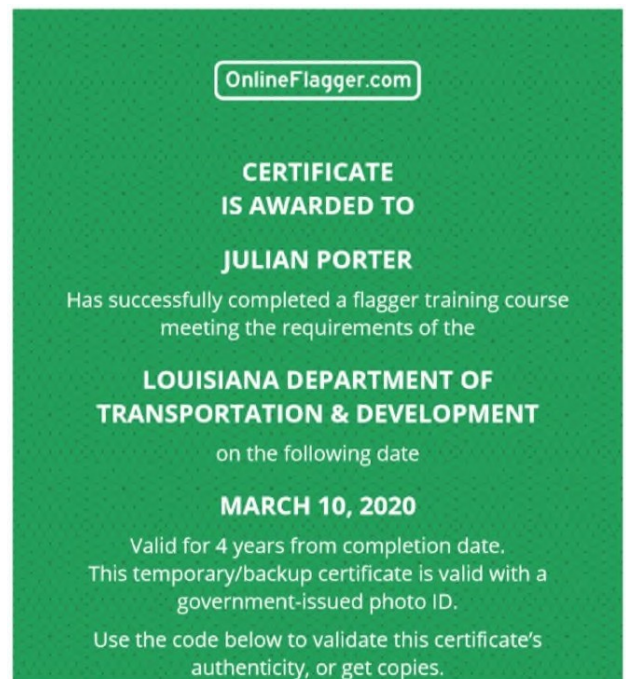 OnlineFlagger.com
CERTIFICATE
IS AWARDED TO
JULIAN PORTER
Has successfully completed a flagger training course
meeting the requirements of the
LOUISIANA DEPARTMENT OF
TRANSPORTATION & DEVELOPMENT
on the following date
MARCH 10, 2020
Valid for 4 years from completion date.
This temporary/backup certificate is valid with a
government-issued photo ID.
Use the code below to validate this certificate's
authenticity, or get copies.